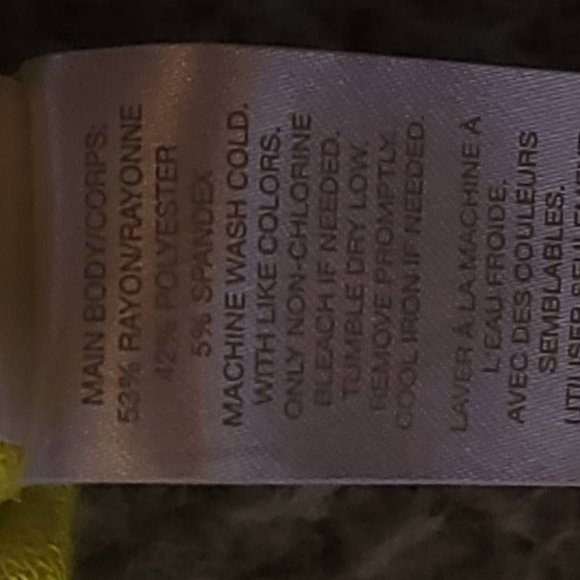 MAIN BODY/CORPS:
53% RAYON/RAYONNE
42% POLYESTER
5% SPANDEX
MACHINE WASH COLD.
WITH LIKE COLORS.
ONLY NON-CHLORINE
BLEACH IF NEEDED.
TUMBLE DRY LOW.
REMOVE PROMPTLY.
COOL IRON IF NEEDED.
LAVER À LA MACHINE À
L'EAU FROIDE.
AVEC DES COULEURS
SEMBLABLES.
UTILISER